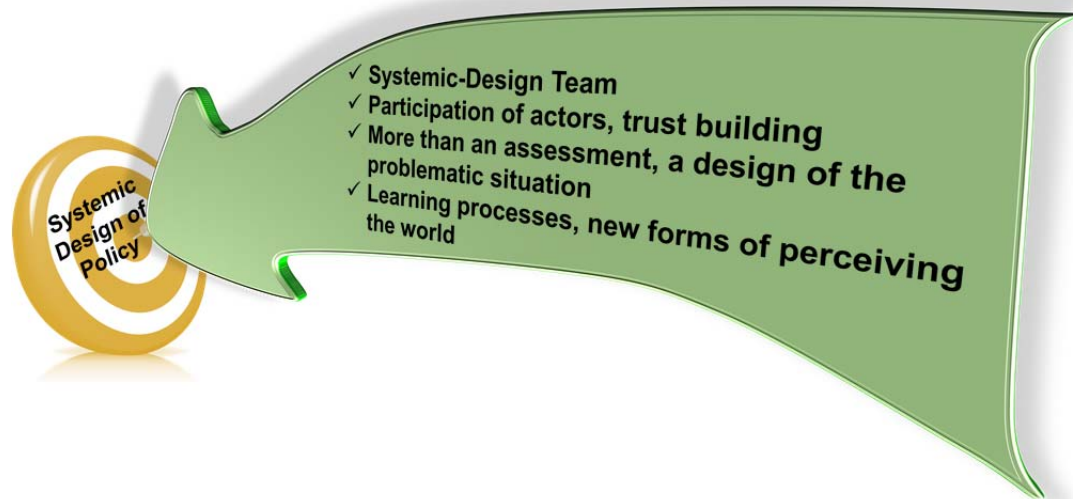 Systemic
Design of
Policy
✓ Systemic-Design Team
✓ Participation of actors, trust building
✓ More than an assessment, a design of the
problematic situation
✓ Learning processes, new forms of perceiving
the world